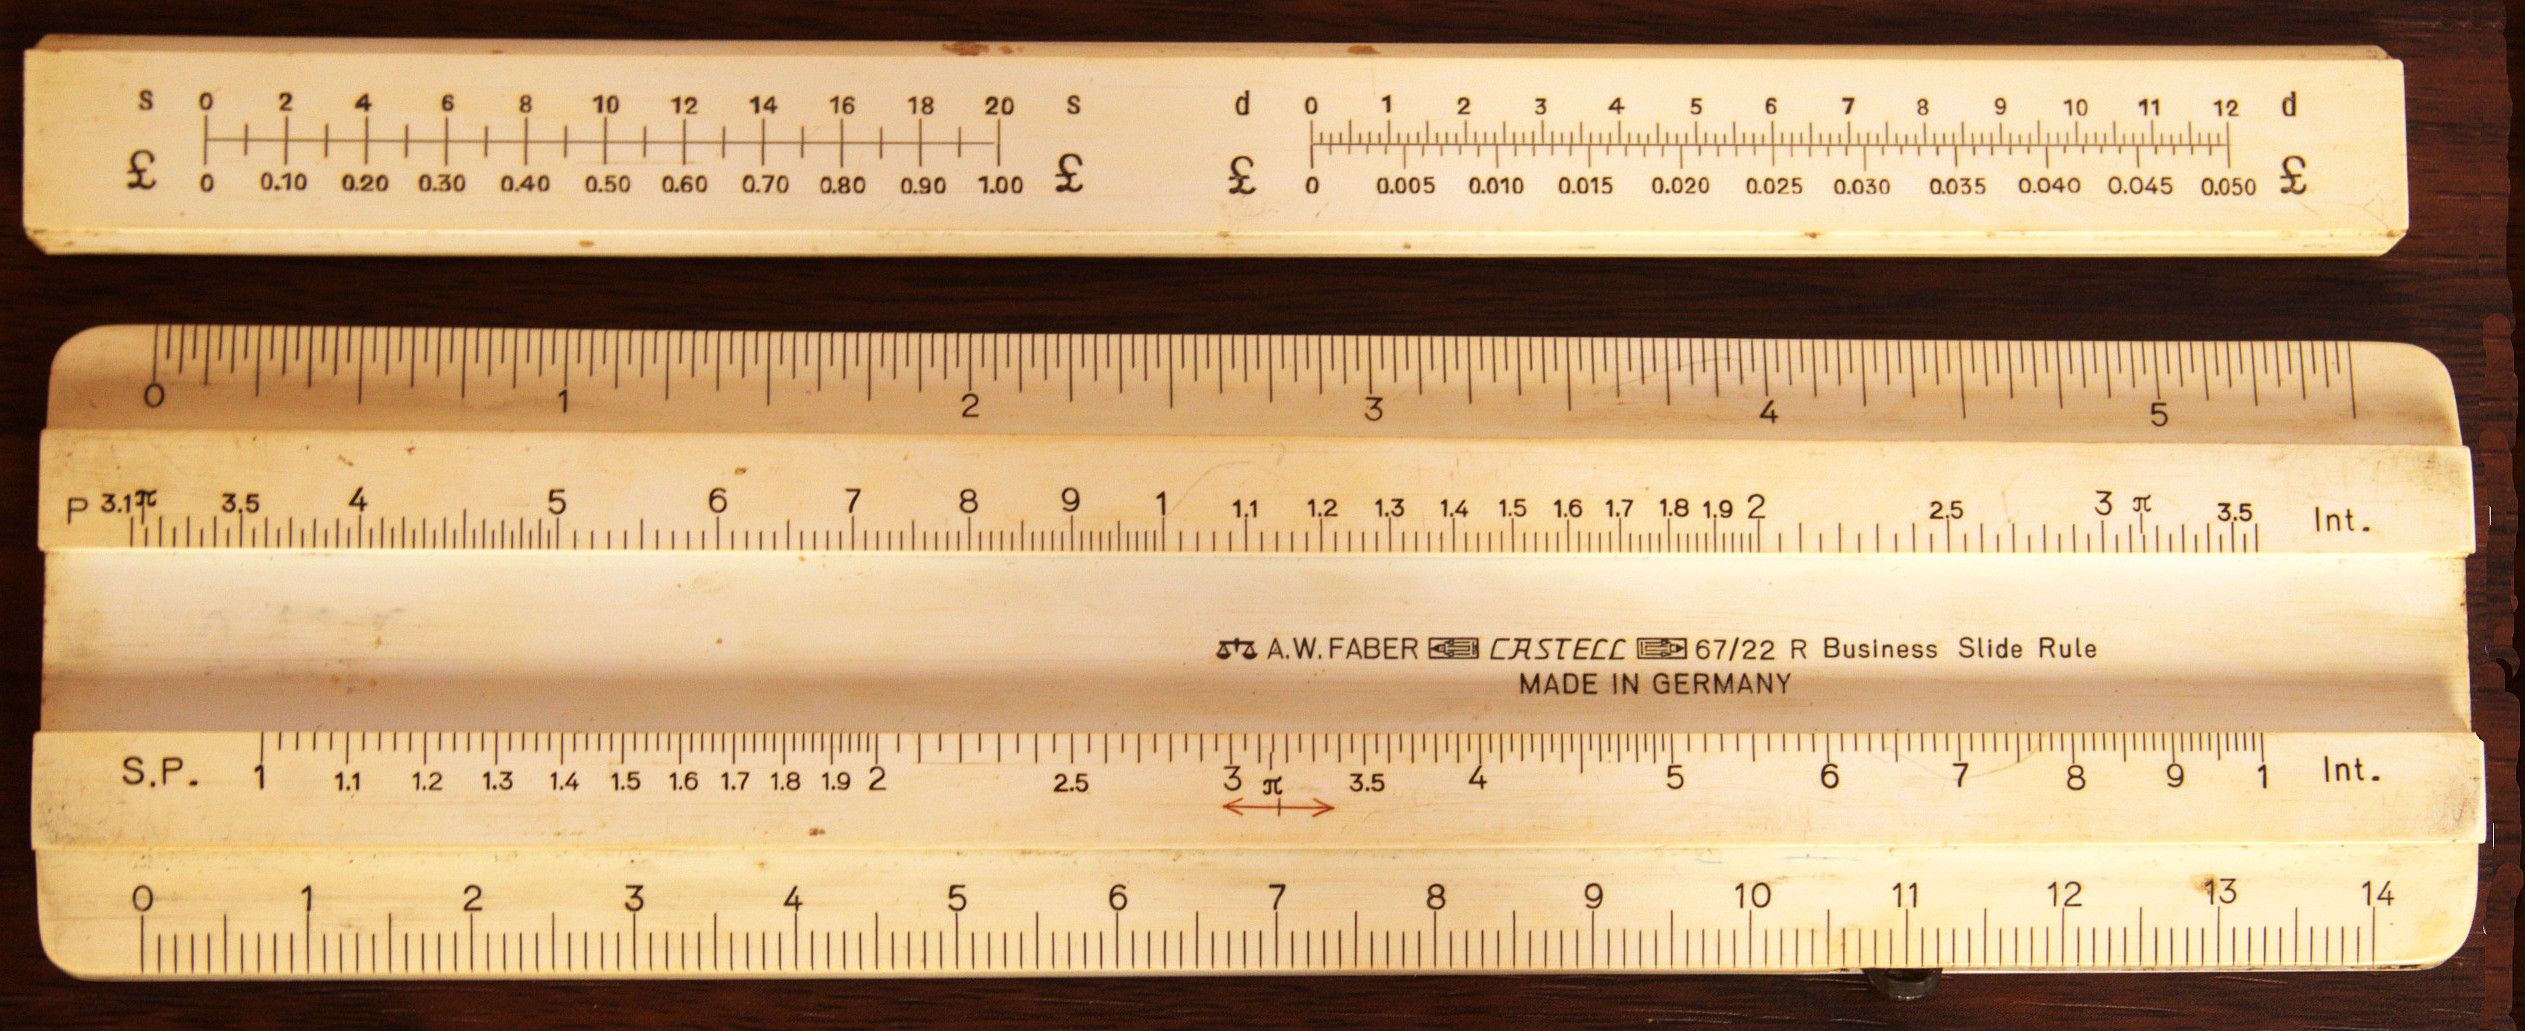 s 0 2 4 6 8 10 12 14 16 18 20 s
£ 0 0.10 0.20 0.30 0.40 0.50 0.60 0.70 0.80 0.90 1.00 £
d 0 1 2 3 4 5 6 7 8 9 10 11 12 d
£ 0 0.005 0.010 0.015 0.020 0.025 0.030 0.035 0.040 0.045 0.050 £
0 1 2 3 4 5
P 3.1 π 3.5 4 5 6 7 8 9 1 1.1 1.2 1.3 1.4 1.5 1.6 1.7 1.8 1.9 2 2.5 3 π 3.5 Int.
A.W. FABER CASTELL 67/22 R Business Slide Rule
MADE IN GERMANY
S.P. 1 1.1 1.2 1.3 1.4 1.5 1.6 1.7 1.8 1.9 2 2.5 3 π 3.5 4 5 6 7 8 9 1 Int.
0 1 2 3 4 5 6 7 8 9 10 11 12 13 14